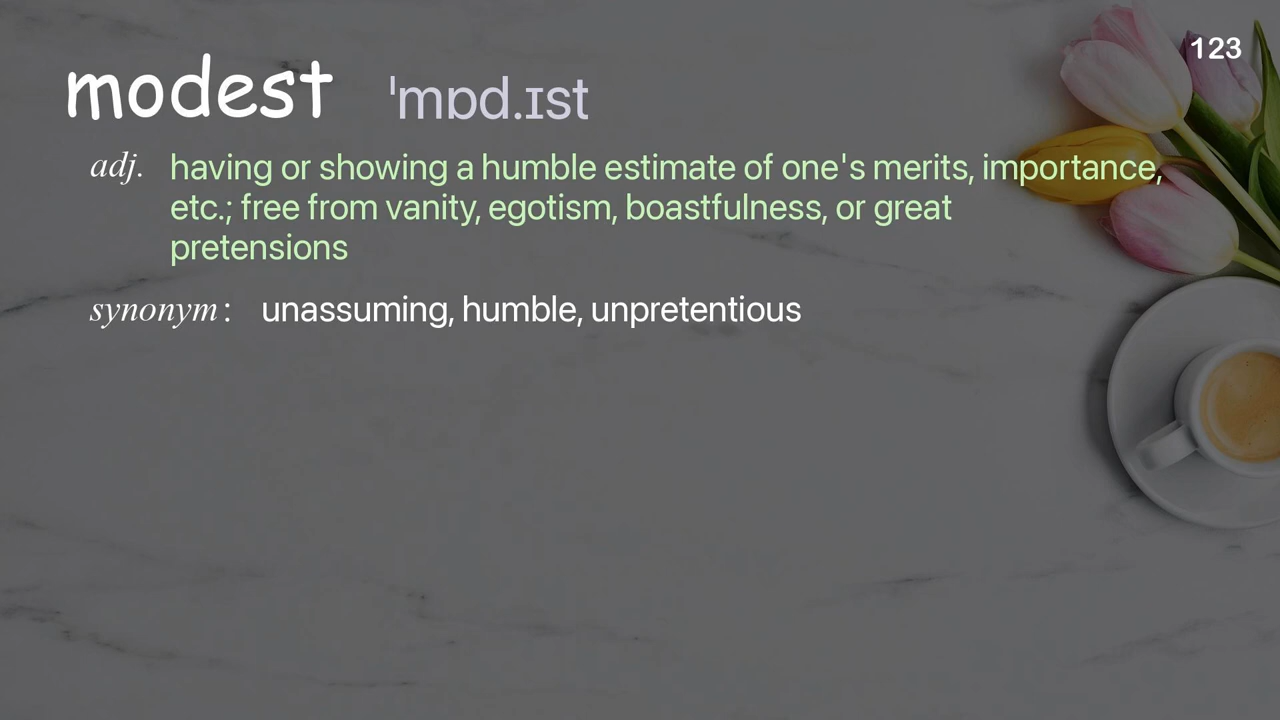 123
modest ˈmɒd.ɪst
adj. having or showing a humble estimate of one's merits, importance,
etc.; free from vanity, egotism, boastfulness, or great
pretensions
synonym: unassuming, humble, unpretentious